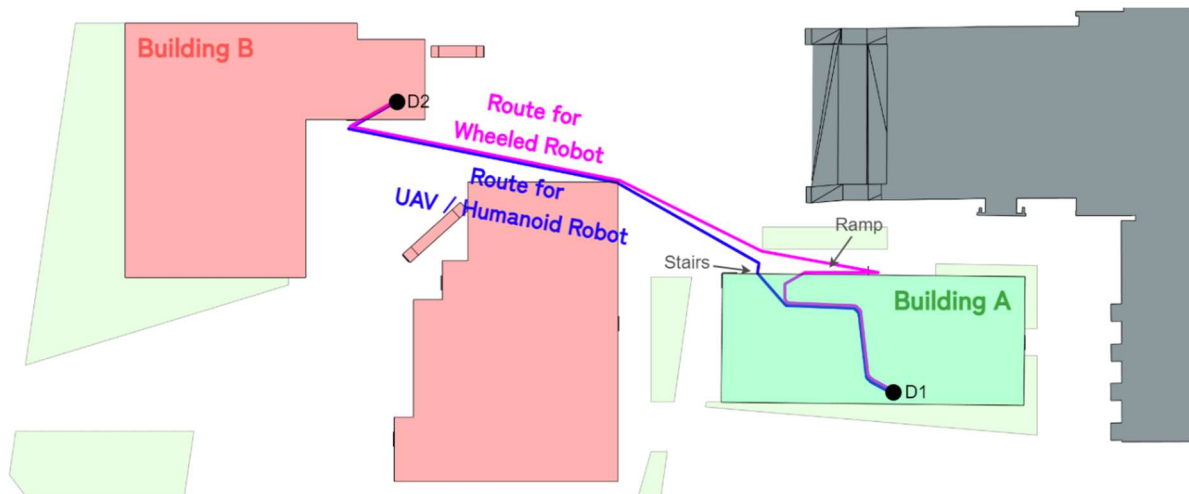 Building B
D2
Route for
Wheeled Robot
Route for
UAV / Humanoid Robot
Ramp
Stairs
Building A
D1